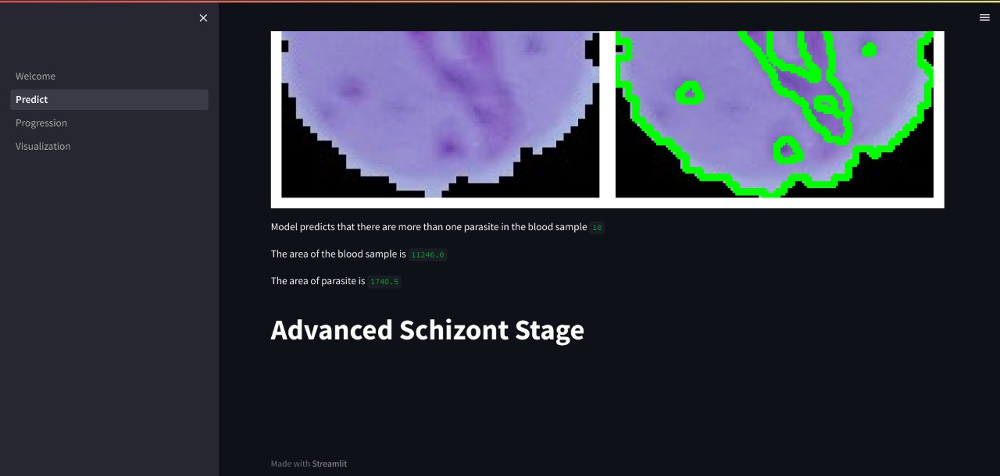 Welcome
Predict
Progression
Visualization
Model predicts that there are more than one parasite in the blood sample 10
The area of the blood sample is 11246.0
The area of parasite is 1740.5
Advanced Schizont Stage
Made with Streamlit